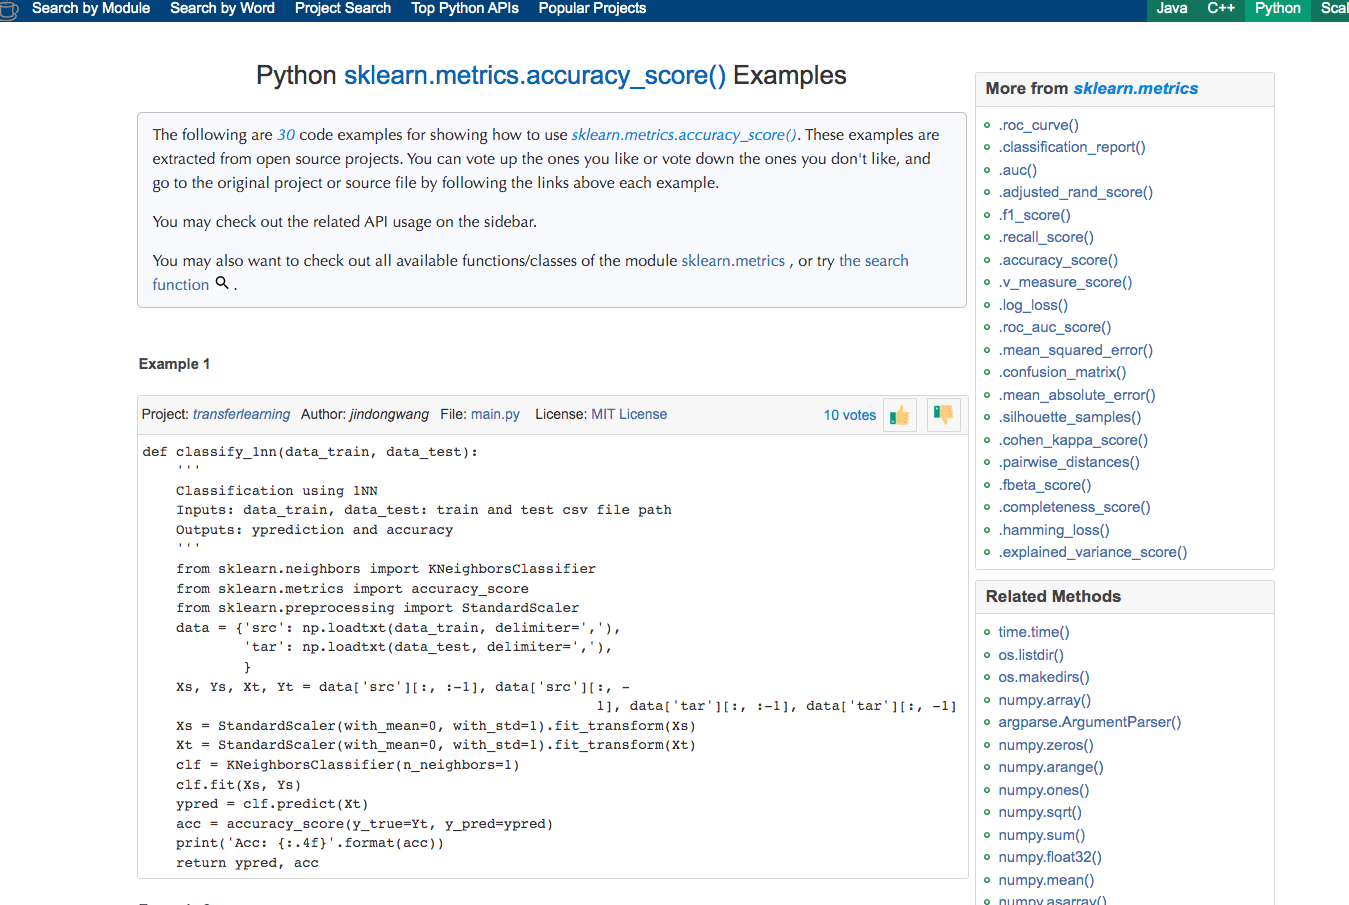 Search by Module Search by Word Project Search Top Python APIs Popular Projects Java C++ Python
Python sklearn.metrics.accuracy_score() Examples
The following are 30 code examples for showing how to use sklearn.metrics.accuracy_score(). These examples are
extracted from open source projects. You can vote up the ones you like or vote down the ones you don't like, and
go to the original project or source file by following the links above each example.
You may check out the related API usage on the sidebar.
You may also want to check out all available functions/classes of the module sklearn.metrics , or try the search
function .
Example 1
Project: transferlearning Author: jindongwang File: main.py License: MIT License 10 votes
def classify_1nn(data_train, data_test):
'''
Classification using 1NN
Inputs: data_train, data_test: train and test csv file path
Outputs: yprediction and accuracy
'''
from sklearn.neighbors import KNeighborsClassifier
from sklearn.metrics import accuracy_score
from sklearn.preprocessing import StandardScaler
data = {'src': np.loadtxt(data_train, delimiter=','),
'tar': np.loadtxt(data_test, delimiter=','),
}
Xs, Ys, Xt, Yt = data['src'][:, :-1], data['src'][:, -
1], data['tar'][:, :-1], data['tar'][:, -1]
Xs = StandardScaler(with_mean=0, with_std=1).fit_transform(Xs)
Xt = StandardScaler(with_mean=0, with_std=1).fit_transform(Xt)
clf = KNeighborsClassifier(n_neighbors=1)
clf.fit(Xs, Ys)
ypred = clf.predict(Xt)
acc = accuracy_score(y_true=Yt, y_pred=ypred)
print('Acc: {:.4f}'.format(acc))
return ypred, acc
More from sklearn.metrics
.roc_curve()
.classification_report()
.auc()
.adjusted_rand_score()
.f1_score()
.recall_score()
.accuracy_score()
.v_measure_score()
.log_loss()
.roc_auc_score()
.mean_squared_error()
.confusion_matrix()
.mean_absolute_error()
.silhouette_samples()
.cohen_kappa_score()
.pairwise_distances()
.fbeta_score()
.completeness_score()
.hamming_loss()
.explained_variance_score()
Related Methods
time.time()
os.listdir()
os.makedirs()
numpy.array()
argparse.ArgumentParser()
numpy.zeros()
numpy.arange()
numpy.ones()
numpy.sqrt()
numpy.sum()
numpy.float32()
numpy.mean()
numpy.asarray()